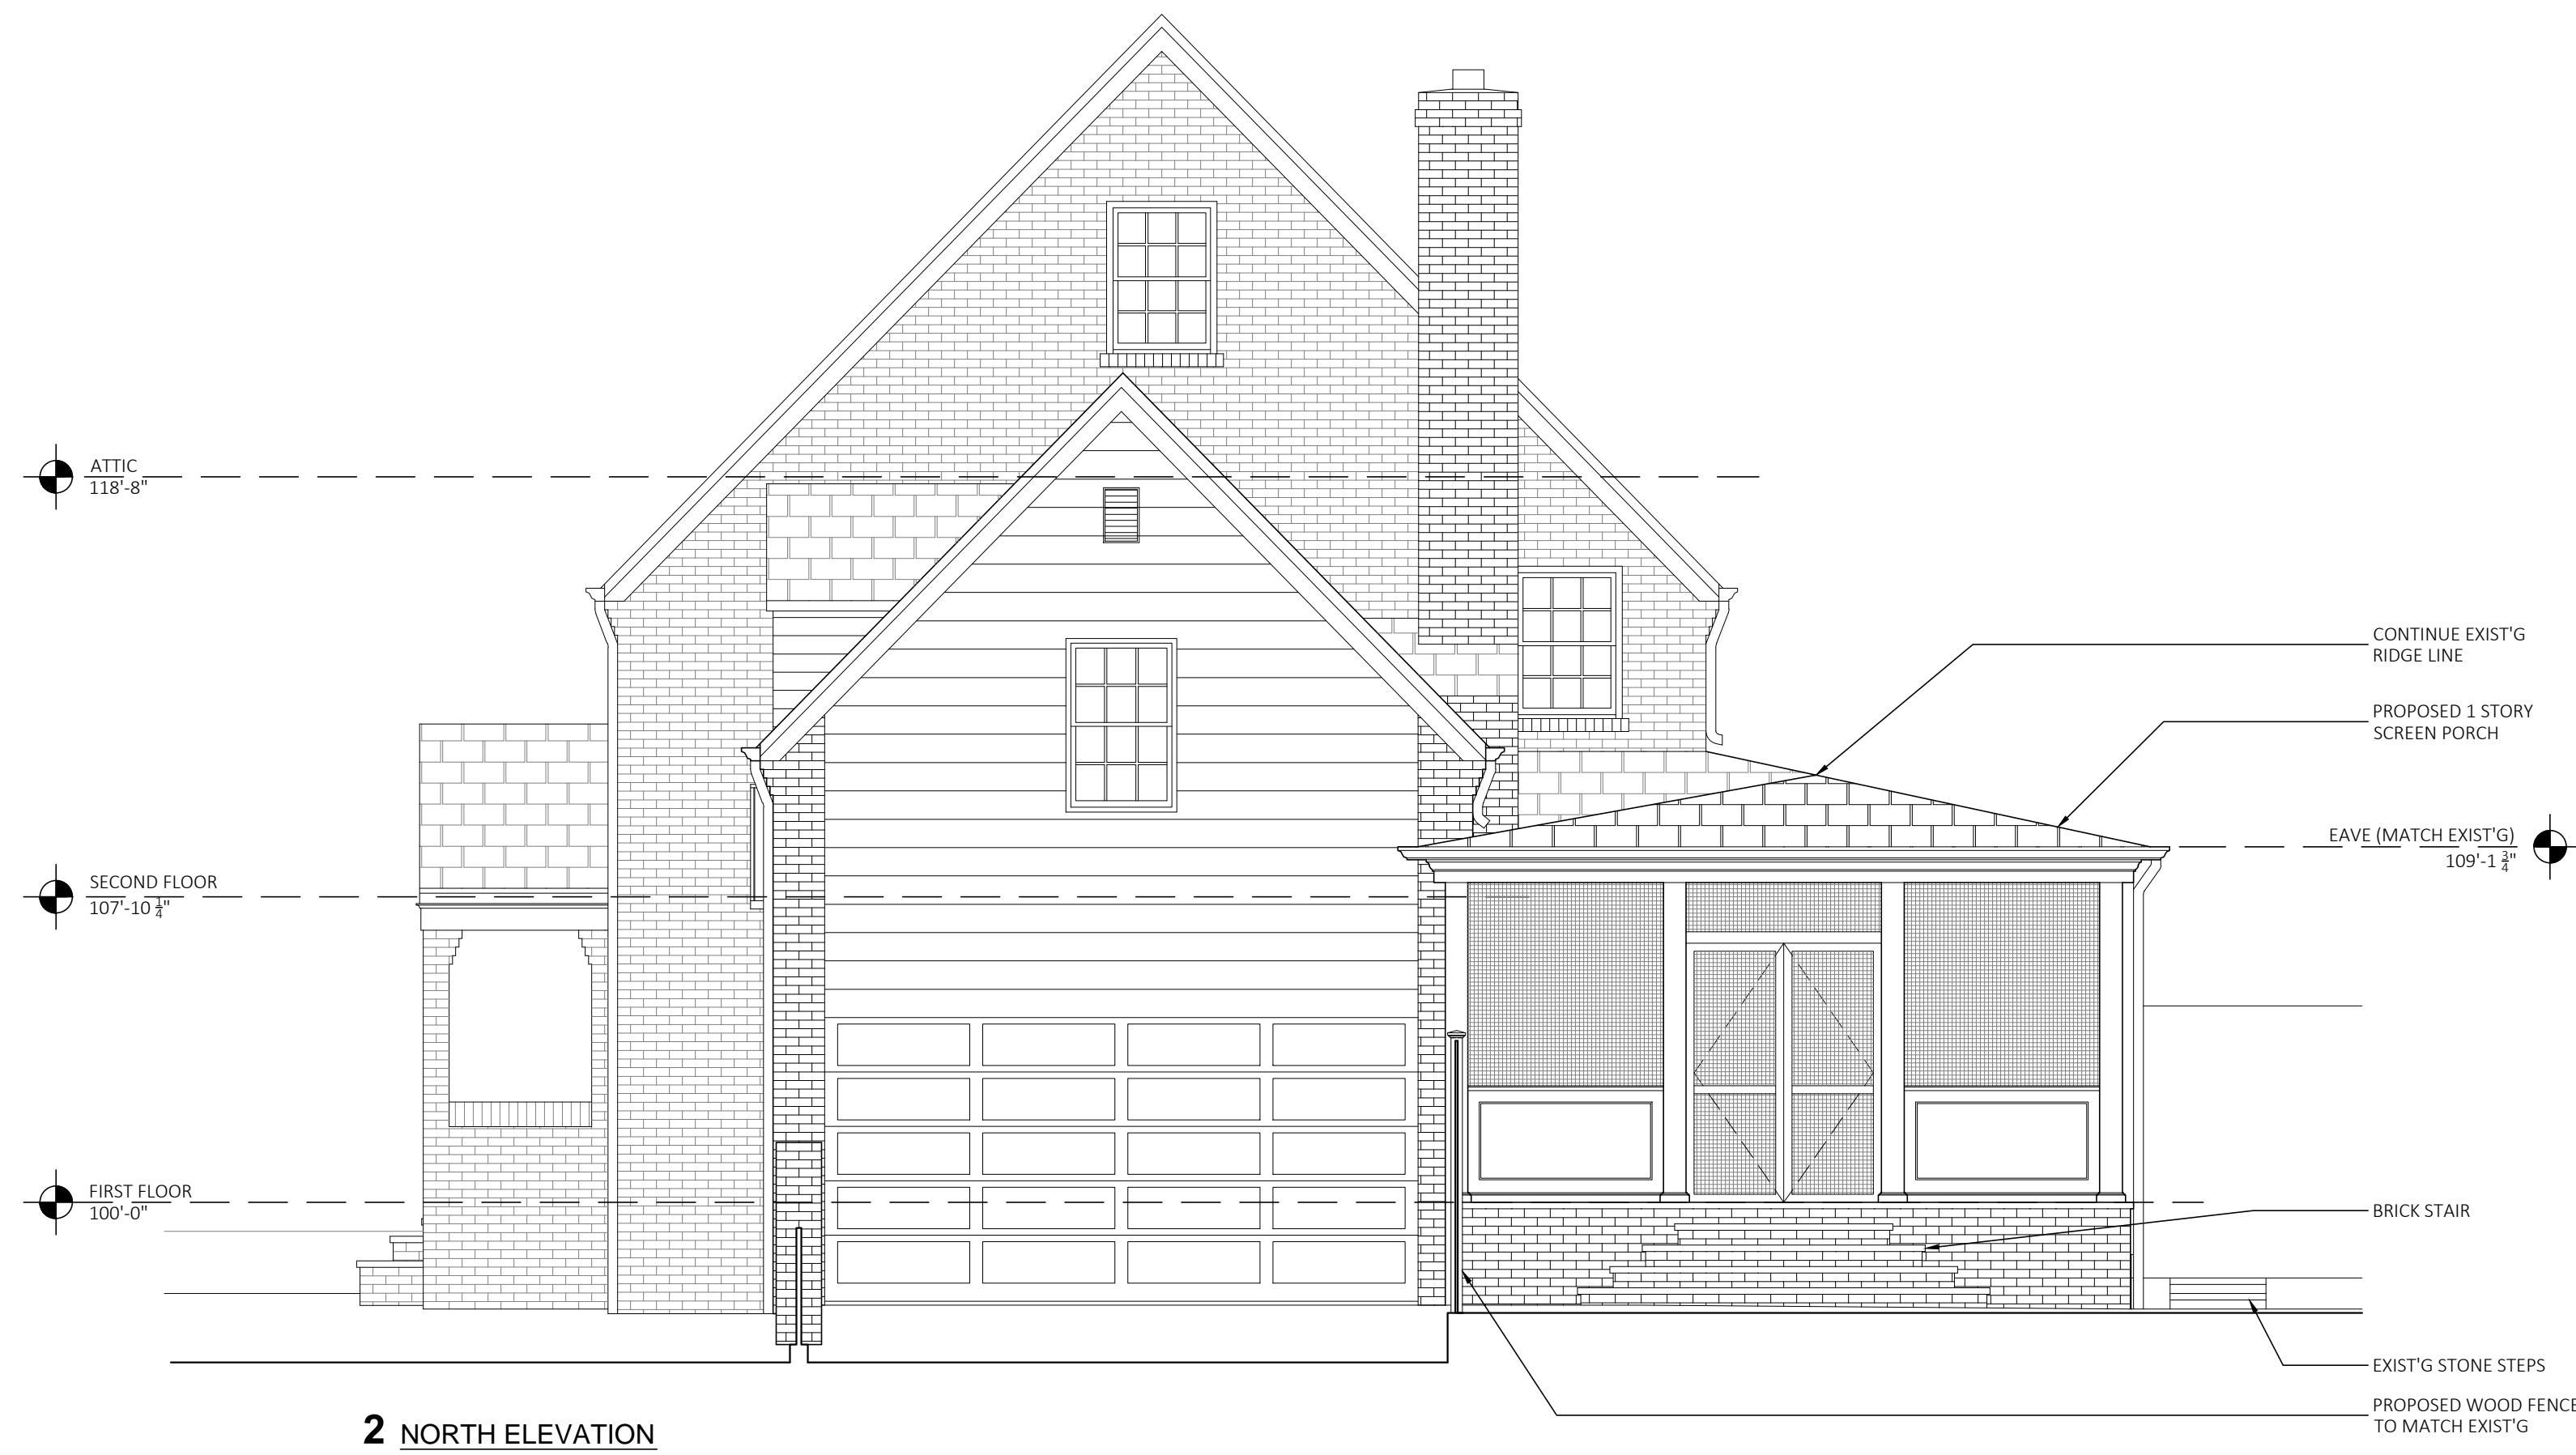 ATTIC
118'-8"
CONTINUE EXIST'G
RIDGE LINE
PROPOSED 1 STORY
SCREEN PORCH
EAVE (MATCH EXIST'G)
109'-1 3/4"
SECOND FLOOR
107'-10 1/4"
FIRST FLOOR
100'-0"
BRICK STAIR
EXIST'G STONE STEPS
PROPOSED WOOD FENCE
TO MATCH EXIST'G
2 NORTH ELEVATION